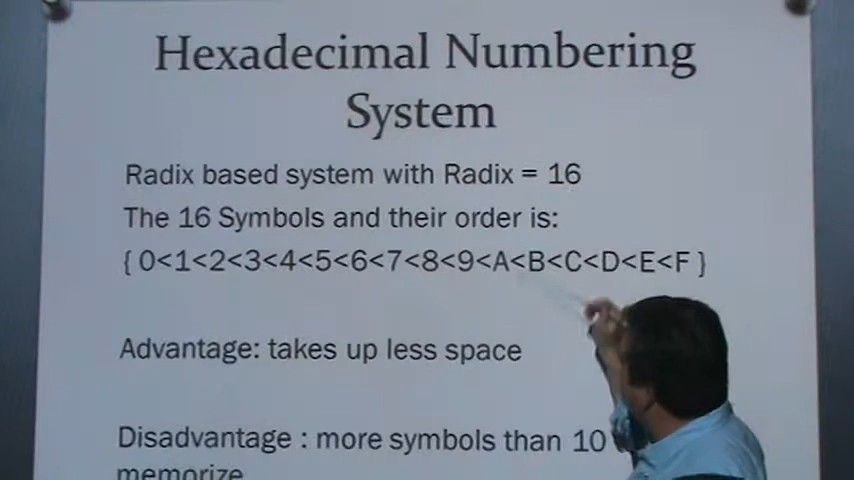 Hexadecimal Numbering
System
Radix based system with Radix = 16
The 16 Symbols and their order is:
{ 0<1<2<3<4<5<6<7<8<9<A<B<C<D<E<F }
Advantage: takes up less space
Disadvantage : more symbols than 10
memorize